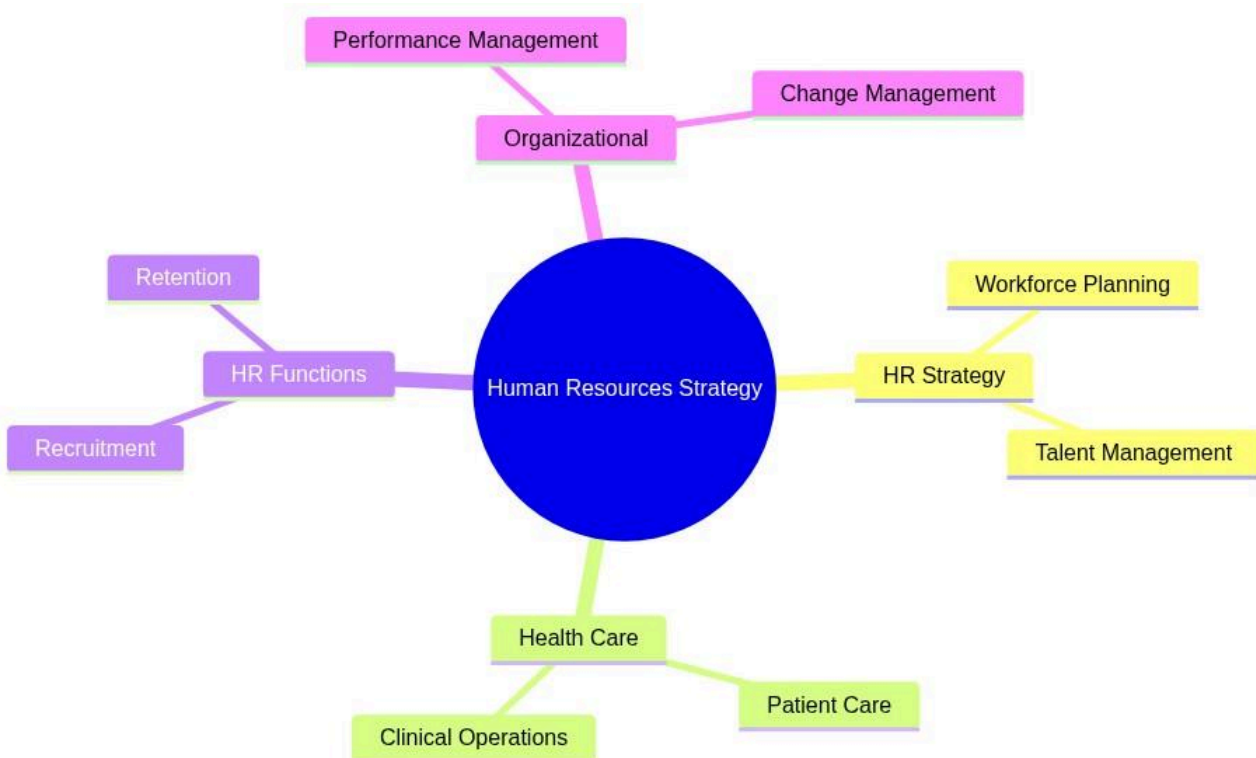 Performance Management
Change Management
Organizational
Retention
Workforce Planning
HR Functions
Human Resources Strategy
HR Strategy
Recruitment
Talent Management
Health Care
Patient Care
Clinical Operations